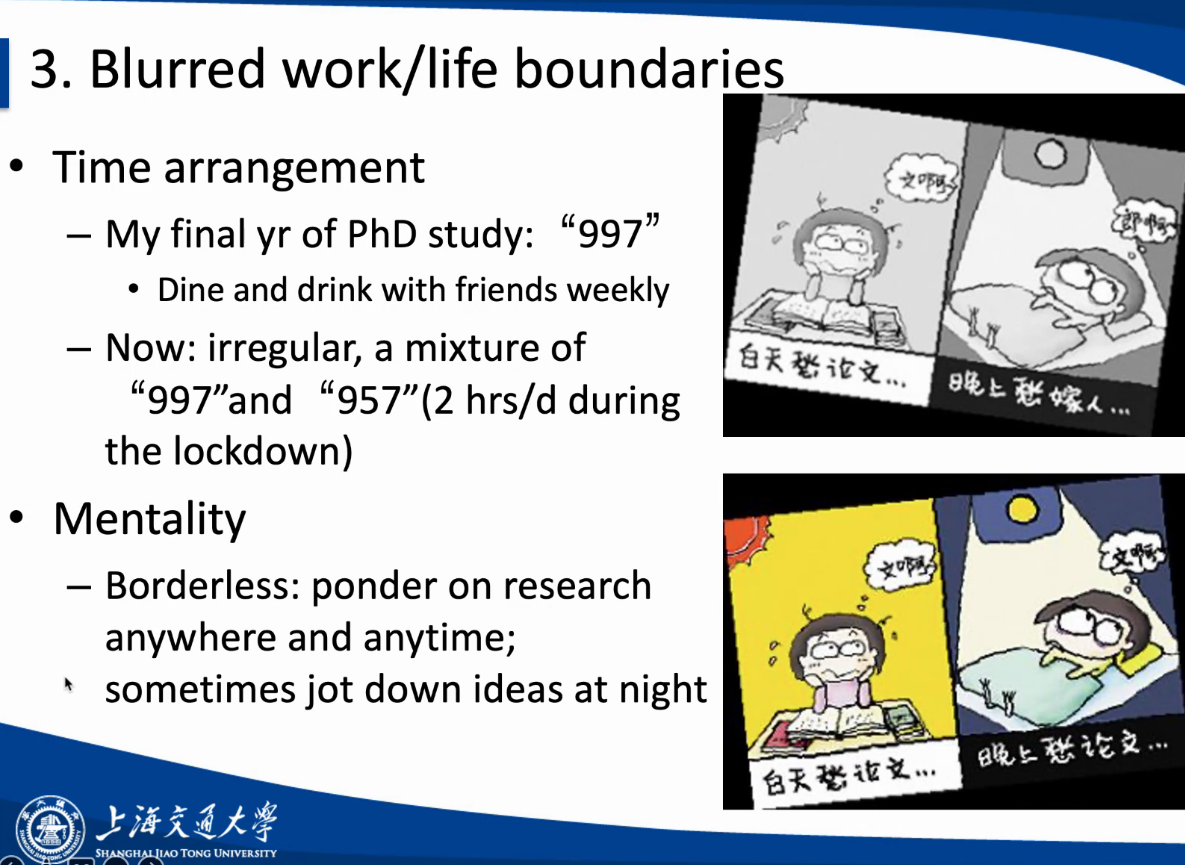 3. Blurred work/life boundaries
• Time arrangement
– My final yr of PhD study: “997”
• Dine and drink with friends weekly
– Now: irregular, a mixture of
“997”and “957”(2 hrs/d during
the lockdown)
• Mentality
– Borderless: ponder on research
anywhere and anytime;
sometimes jot down ideas at night
文啊
郎啊
白天愁论文...
晚上愁嫁人...
文啊
文啊
白天愁论文...
晚上愁论文...
上海交通大學
SHANGHAI JIAO TONG UNIVERSITY